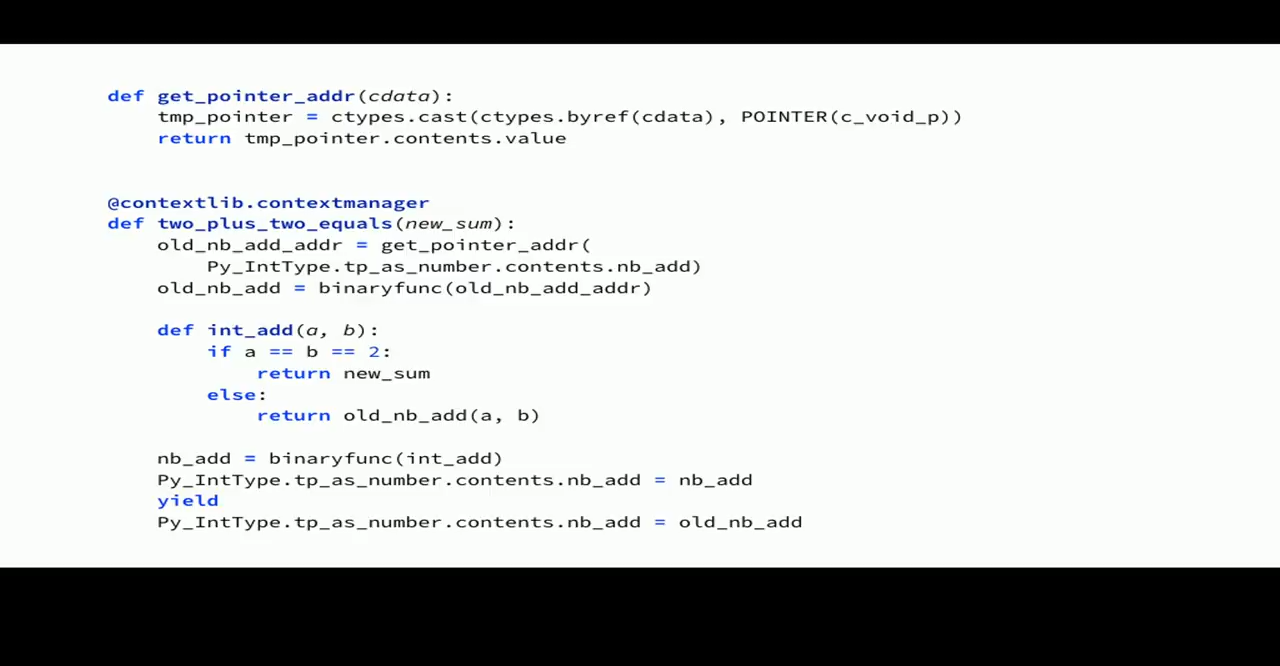 def get_pointer_addr(cdata):
    tmp_pointer = ctypes.cast(ctypes.byref(cdata), POINTER(c_void_p))
    return tmp_pointer.contents.value
@contextlib.contextmanager
def two_plus_two_equals(new_sum):
    old_nb_add_addr = get_pointer_addr(
        Py_IntType.tp_as_number.contents.nb_add)
    old_nb_add = binaryfunc(old_nb_add_addr)
    def int_add(a, b):
        if a == b == 2:
            return new_sum
        else:
            return old_nb_add(a, b)
    nb_add = binaryfunc(int_add)
    Py_IntType.tp_as_number.contents.nb_add = nb_add
    yield
    Py_IntType.tp_as_number.contents.nb_add = old_nb_add